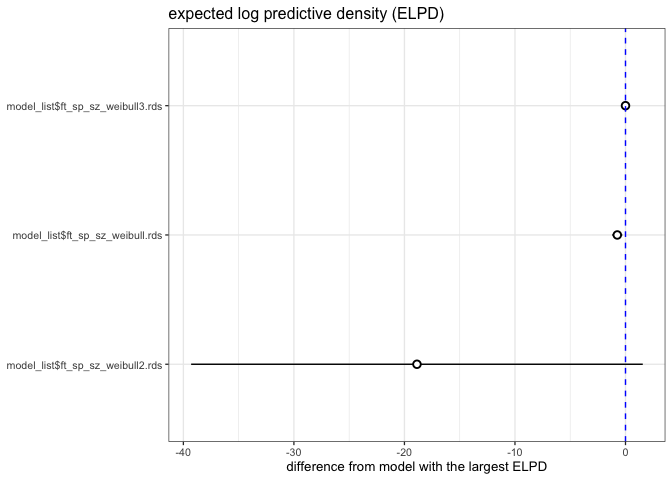 expected log predictive density (ELPD)
model_list$ft_sp_sz_weibull3.rds
model_list$ft_sp_sz_weibull.rds
model_list$ft_sp_sz_weibull2.rds
-40 -30 -20 -10 0
difference from model with the largest ELPD